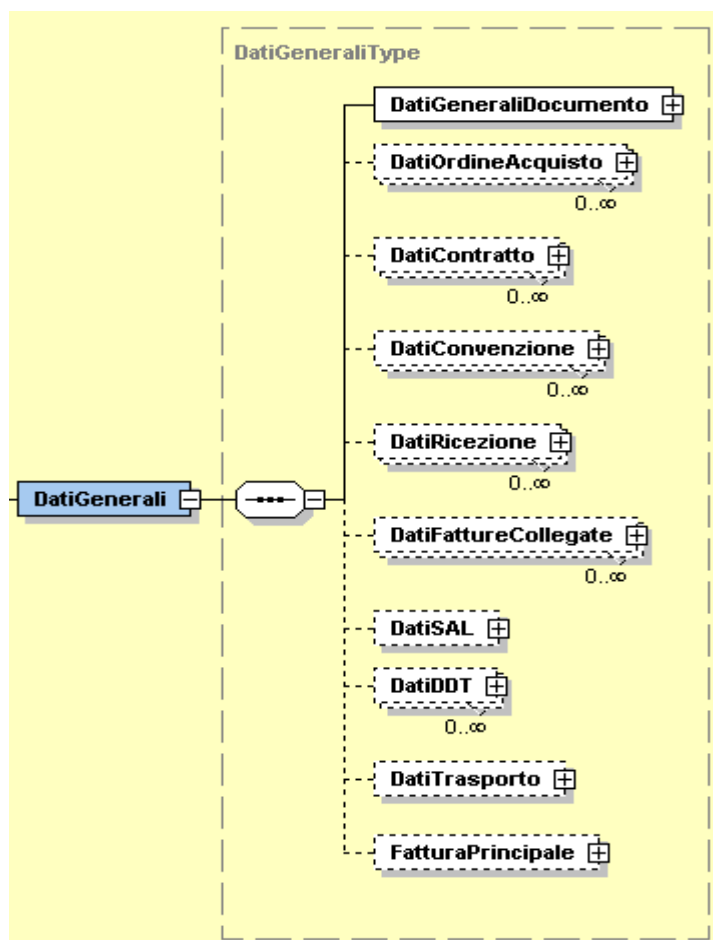 DatiGeneraliType
DatiGeneraliDocumento
DatiOrdineAcquisto
0..∞
DatiContratto
0..∞
DatiConvenzione
0..∞
DatiRicezione
0..∞
DatiGenerali
DatiFattureCollegate
0..∞
DatiSAL
DatiDDT
0..∞
DatiTrasporto
FatturaPrincipale